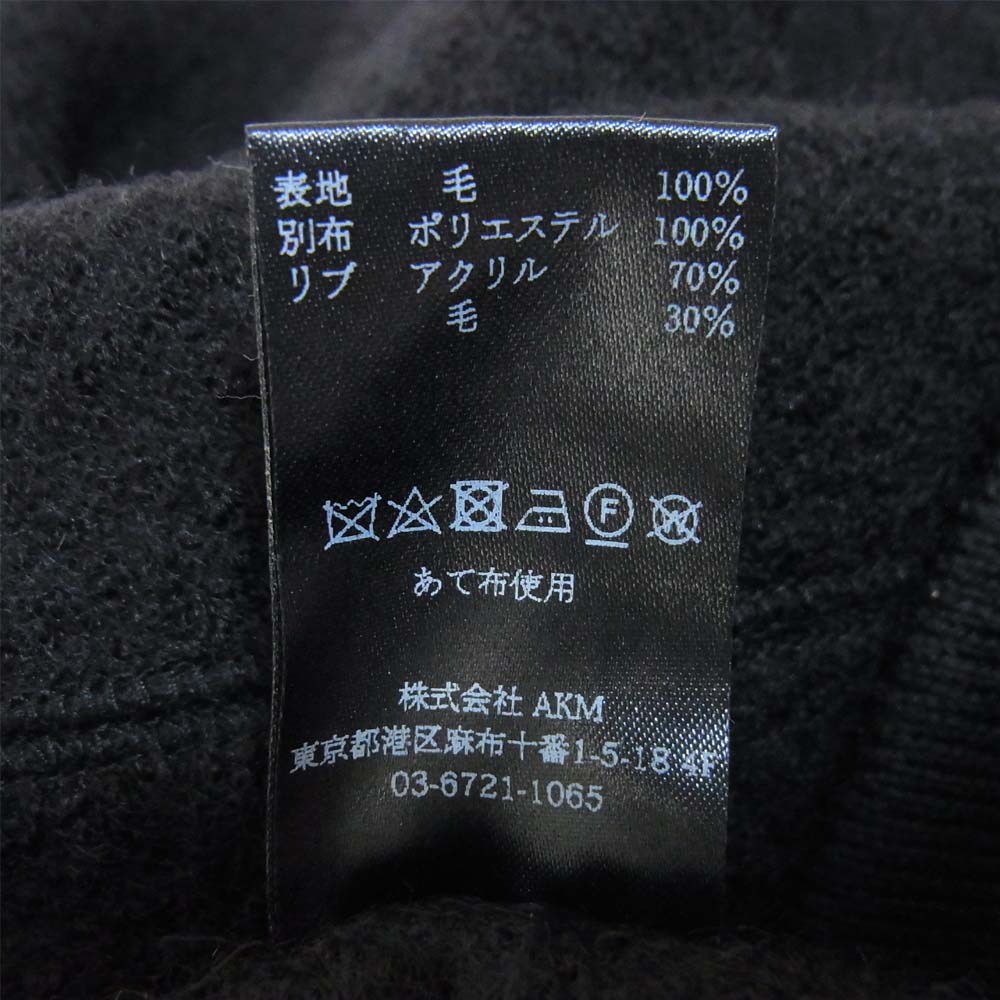 表地 毛 100%
別布 ポリエステル 100%
リブ アクリル 70%
毛 30%
F W
あて布使用
株式会社 AKM
東京都港区麻布十番1-5-18 4F
03-6721-1065